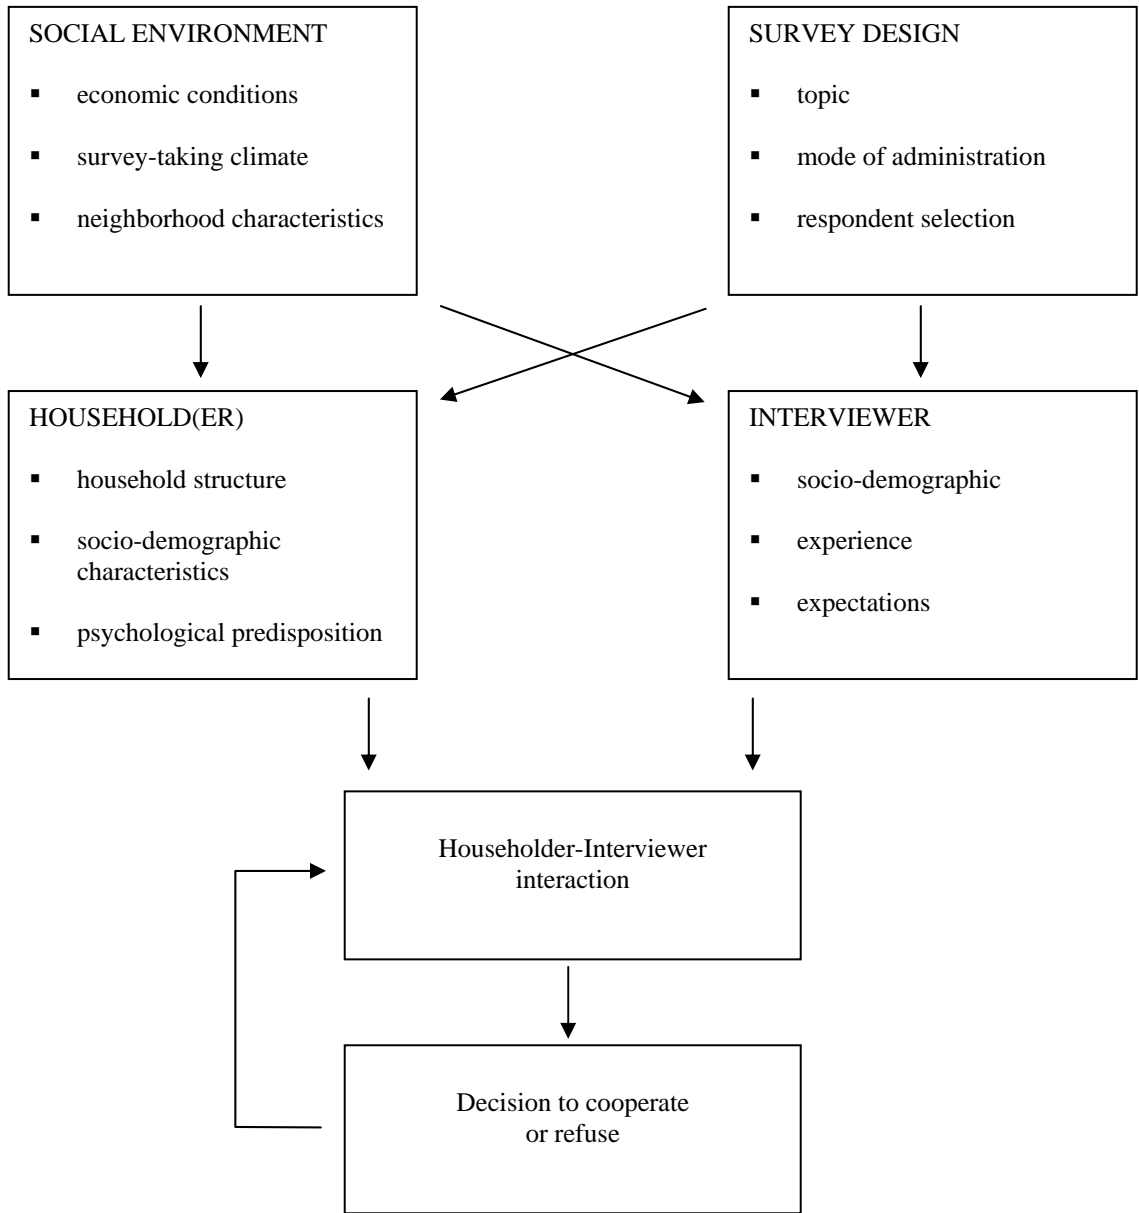 SOCIAL ENVIRONMENT
▪ economic conditions
▪ survey-taking climate
▪ neighborhood characteristics
SURVEY DESIGN
▪ topic
▪ mode of administration
▪ respondent selection
HOUSEHOLD(ER)
▪ household structure
▪ socio-demographic
characteristics
▪ psychological predisposition
INTERVIEWER
▪ socio-demographic
▪ experience
▪ expectations
Householder-Interviewer
interaction
Decision to cooperate
or refuse